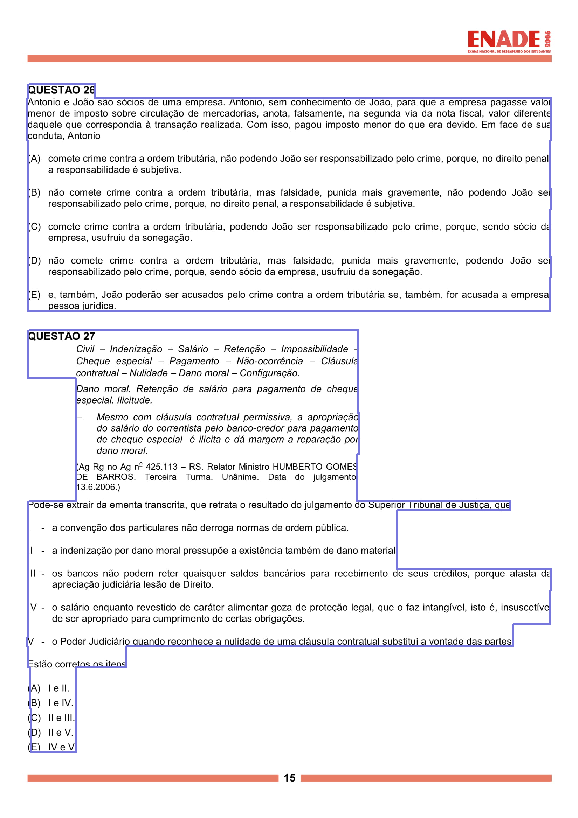 ENADE 2006
EXAME NACIONAL DE DESEMPENHO DOS ESTUDANTES
QUESTÃO 26
Antonio e João são sócios de uma empresa. Antonio, sem conhecimento de João, para que a empresa pagasse valor
menor de imposto sobre circulação de mercadorias, anota, falsamente, na segunda via da nota fiscal, valor diferente
daquele que correspondia à transação realizada. Com isso, pagou imposto menor do que era devido. Em face de sua
conduta, Antonio
(A) comete crime contra a ordem tributária, não podendo João ser responsabilizado pelo crime, porque, no direito penal,
a responsabilidade é subjetiva.
(B) não comete crime contra a ordem tributária, mas falsidade, punida mais gravemente, não podendo João ser
responsabilizado pelo crime, porque, no direito penal, a responsabilidade é subjetiva.
(C) comete crime contra a ordem tributária, podendo João ser responsabilizado pelo crime, porque, sendo sócio da
empresa, usufruiu da sonegação.
(D) não comete crime contra a ordem tributária, mas falsidade, punida mais gravemente, podendo João ser
responsabilizado pelo crime, porque, sendo sócio da empresa, usufruiu da sonegação.
(E) e, também, João poderão ser acusados pelo crime contra a ordem tributária se, também, for acusada a empresa,
pessoa jurídica.
QUESTÃO 27
Civil – Indenização – Salário – Retenção – Impossibilidade –
Cheque especial – Pagamento – Não-ocorrência – Cláusula
contratual – Nulidade – Dano moral – Configuração.
Dano moral. Retenção de salário para pagamento de cheque
especial. Ilicitude.
– Mesmo com cláusula contratual permissiva, a apropriação
do salário do correntista pelo banco-credor para pagamento
de cheque especial é ilícita e dá margem a reparação por
dano moral.
(Ag Rg no Ag nº 425.113 – RS. Relator Ministro HUMBERTO GOMES
DE BARROS. Terceira Turma. Unânime. Data do julgamento
13.6.2006.)
Pode-se extrair da ementa transcrita, que retrata o resultado do julgamento do Superior Tribunal de Justiça, que
- a convenção dos particulares não derroga normas de ordem pública.
I - a indenização por dano moral pressupõe a existência também de dano material.
II - os bancos não podem reter quaisquer saldos bancários para recebimento de seus créditos, porque afasta da
apreciação judiciária lesão de Direito.
V - o salário enquanto revestido de caráter alimentar goza de proteção legal, que o faz intangível, isto é, insuscetível
de ser apropriado para cumprimento de certas obrigações.
V - o Poder Judiciário quando reconhece a nulidade de uma cláusula contratual substitui a vontade das partes.
Estão corretos os itens
(A) I e II.
(B) I e IV.
(C) II e III.
(D) II e V.
(E) IV e V.
15